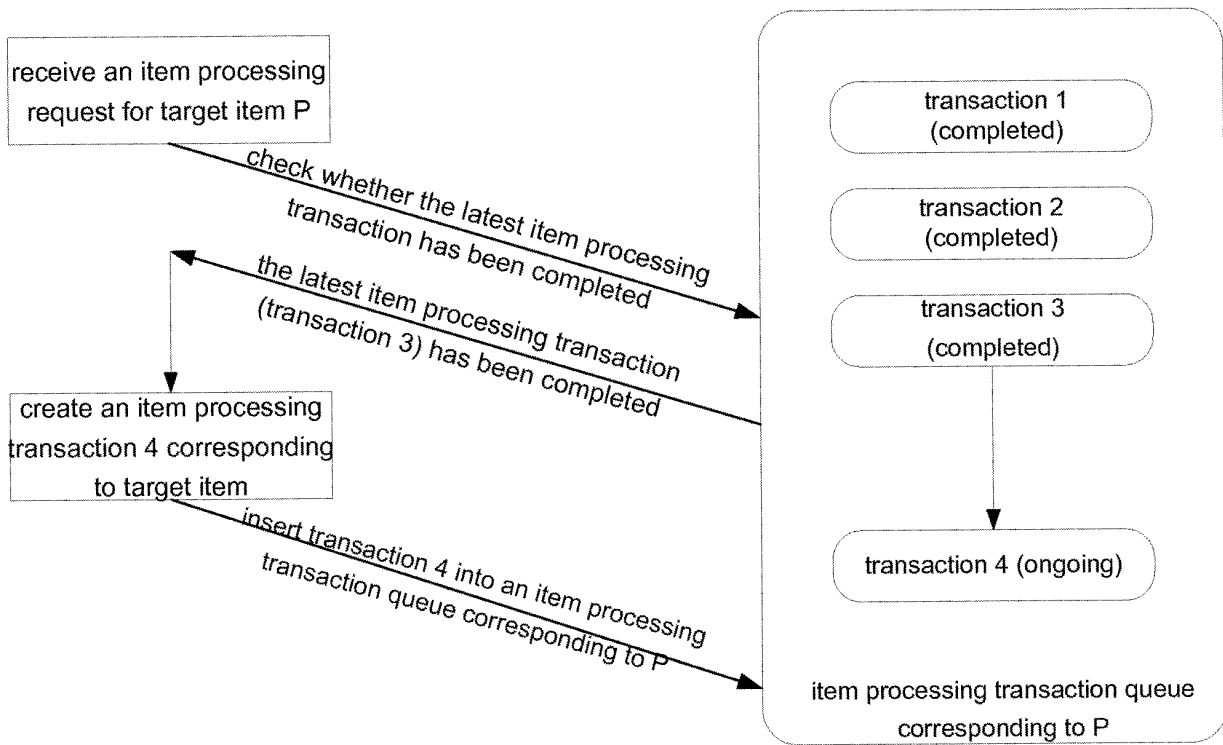 receive an item processing
request for target item P
check whether the latest item processing
transaction has been completed
the latest item processing transaction
(transaction 3) has been completed
create an item processing
transaction 4 corresponding
to target item
insert transaction 4 into an item processing
transaction queue corresponding to P
transaction 1
(completed)
transaction 2
(completed)
transaction 3
(completed)
transaction 4 (ongoing)
item processing transaction queue
corresponding to P